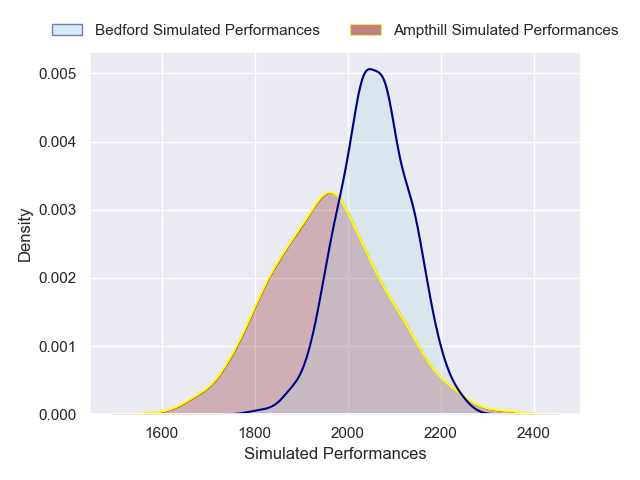 Bedford Simulated Performances Ampthill Simulated Performances
0.005
0.004
0.003
0.002
0.001
0.000
Density
1600 1800 2000 2200 2400
Simulated Performances